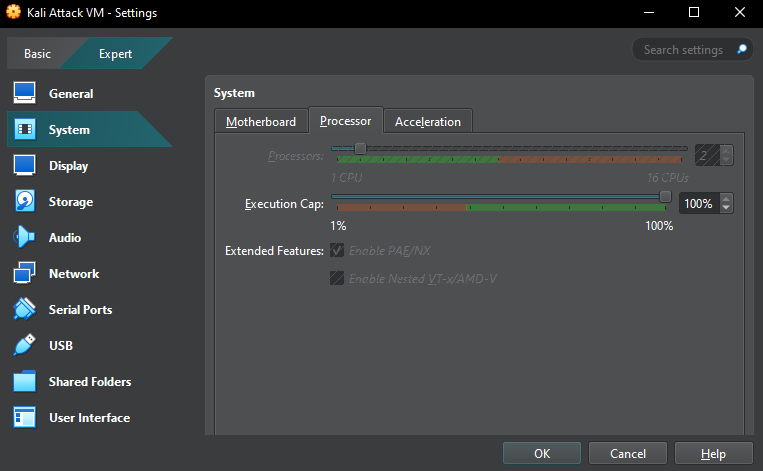 Kali Attack VM - Settings
Basic
Expert
Search settings
General
System
Display
Storage
Audio
Network
Serial Ports
USB
Shared Folders
User Interface
System
Motherboard
Processor
Acceleration
Processors:
2
1 CPU
16 CPUs
Execution Cap:
100%
1%
100%
Extended Features:
Enable PAE/NX
Enable Nested VT-x/AMD-V
OK
Cancel
Help